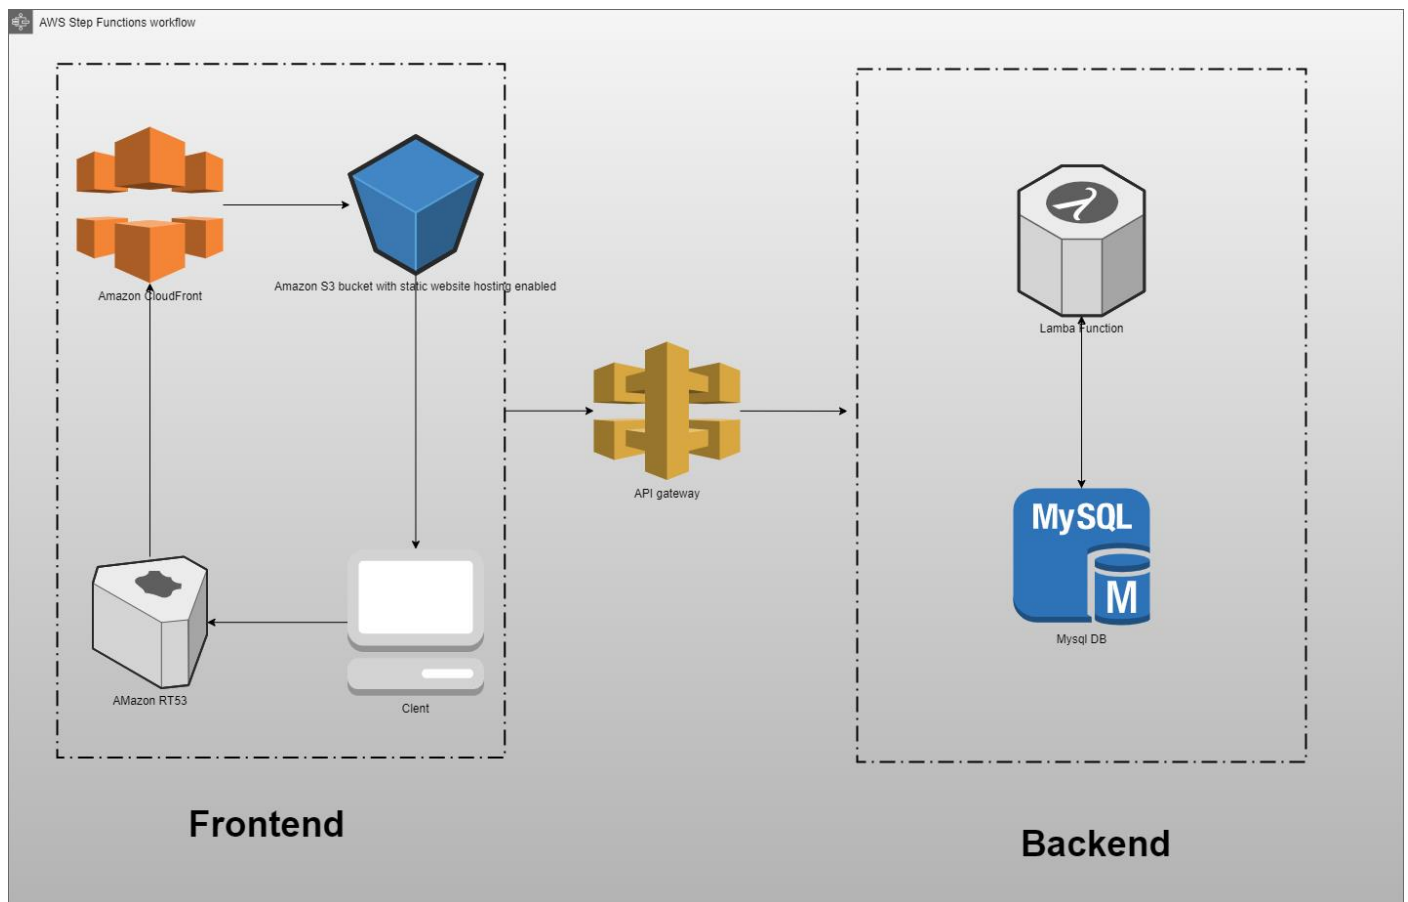 AWS Step Functions workflow
Amazon CloudFront
Amazon S3 bucket with static website hosting enabled
Lamba Function
API gateway
MySQL
M
Mysql DB
AMazon RT53
Clent
Frontend
Backend